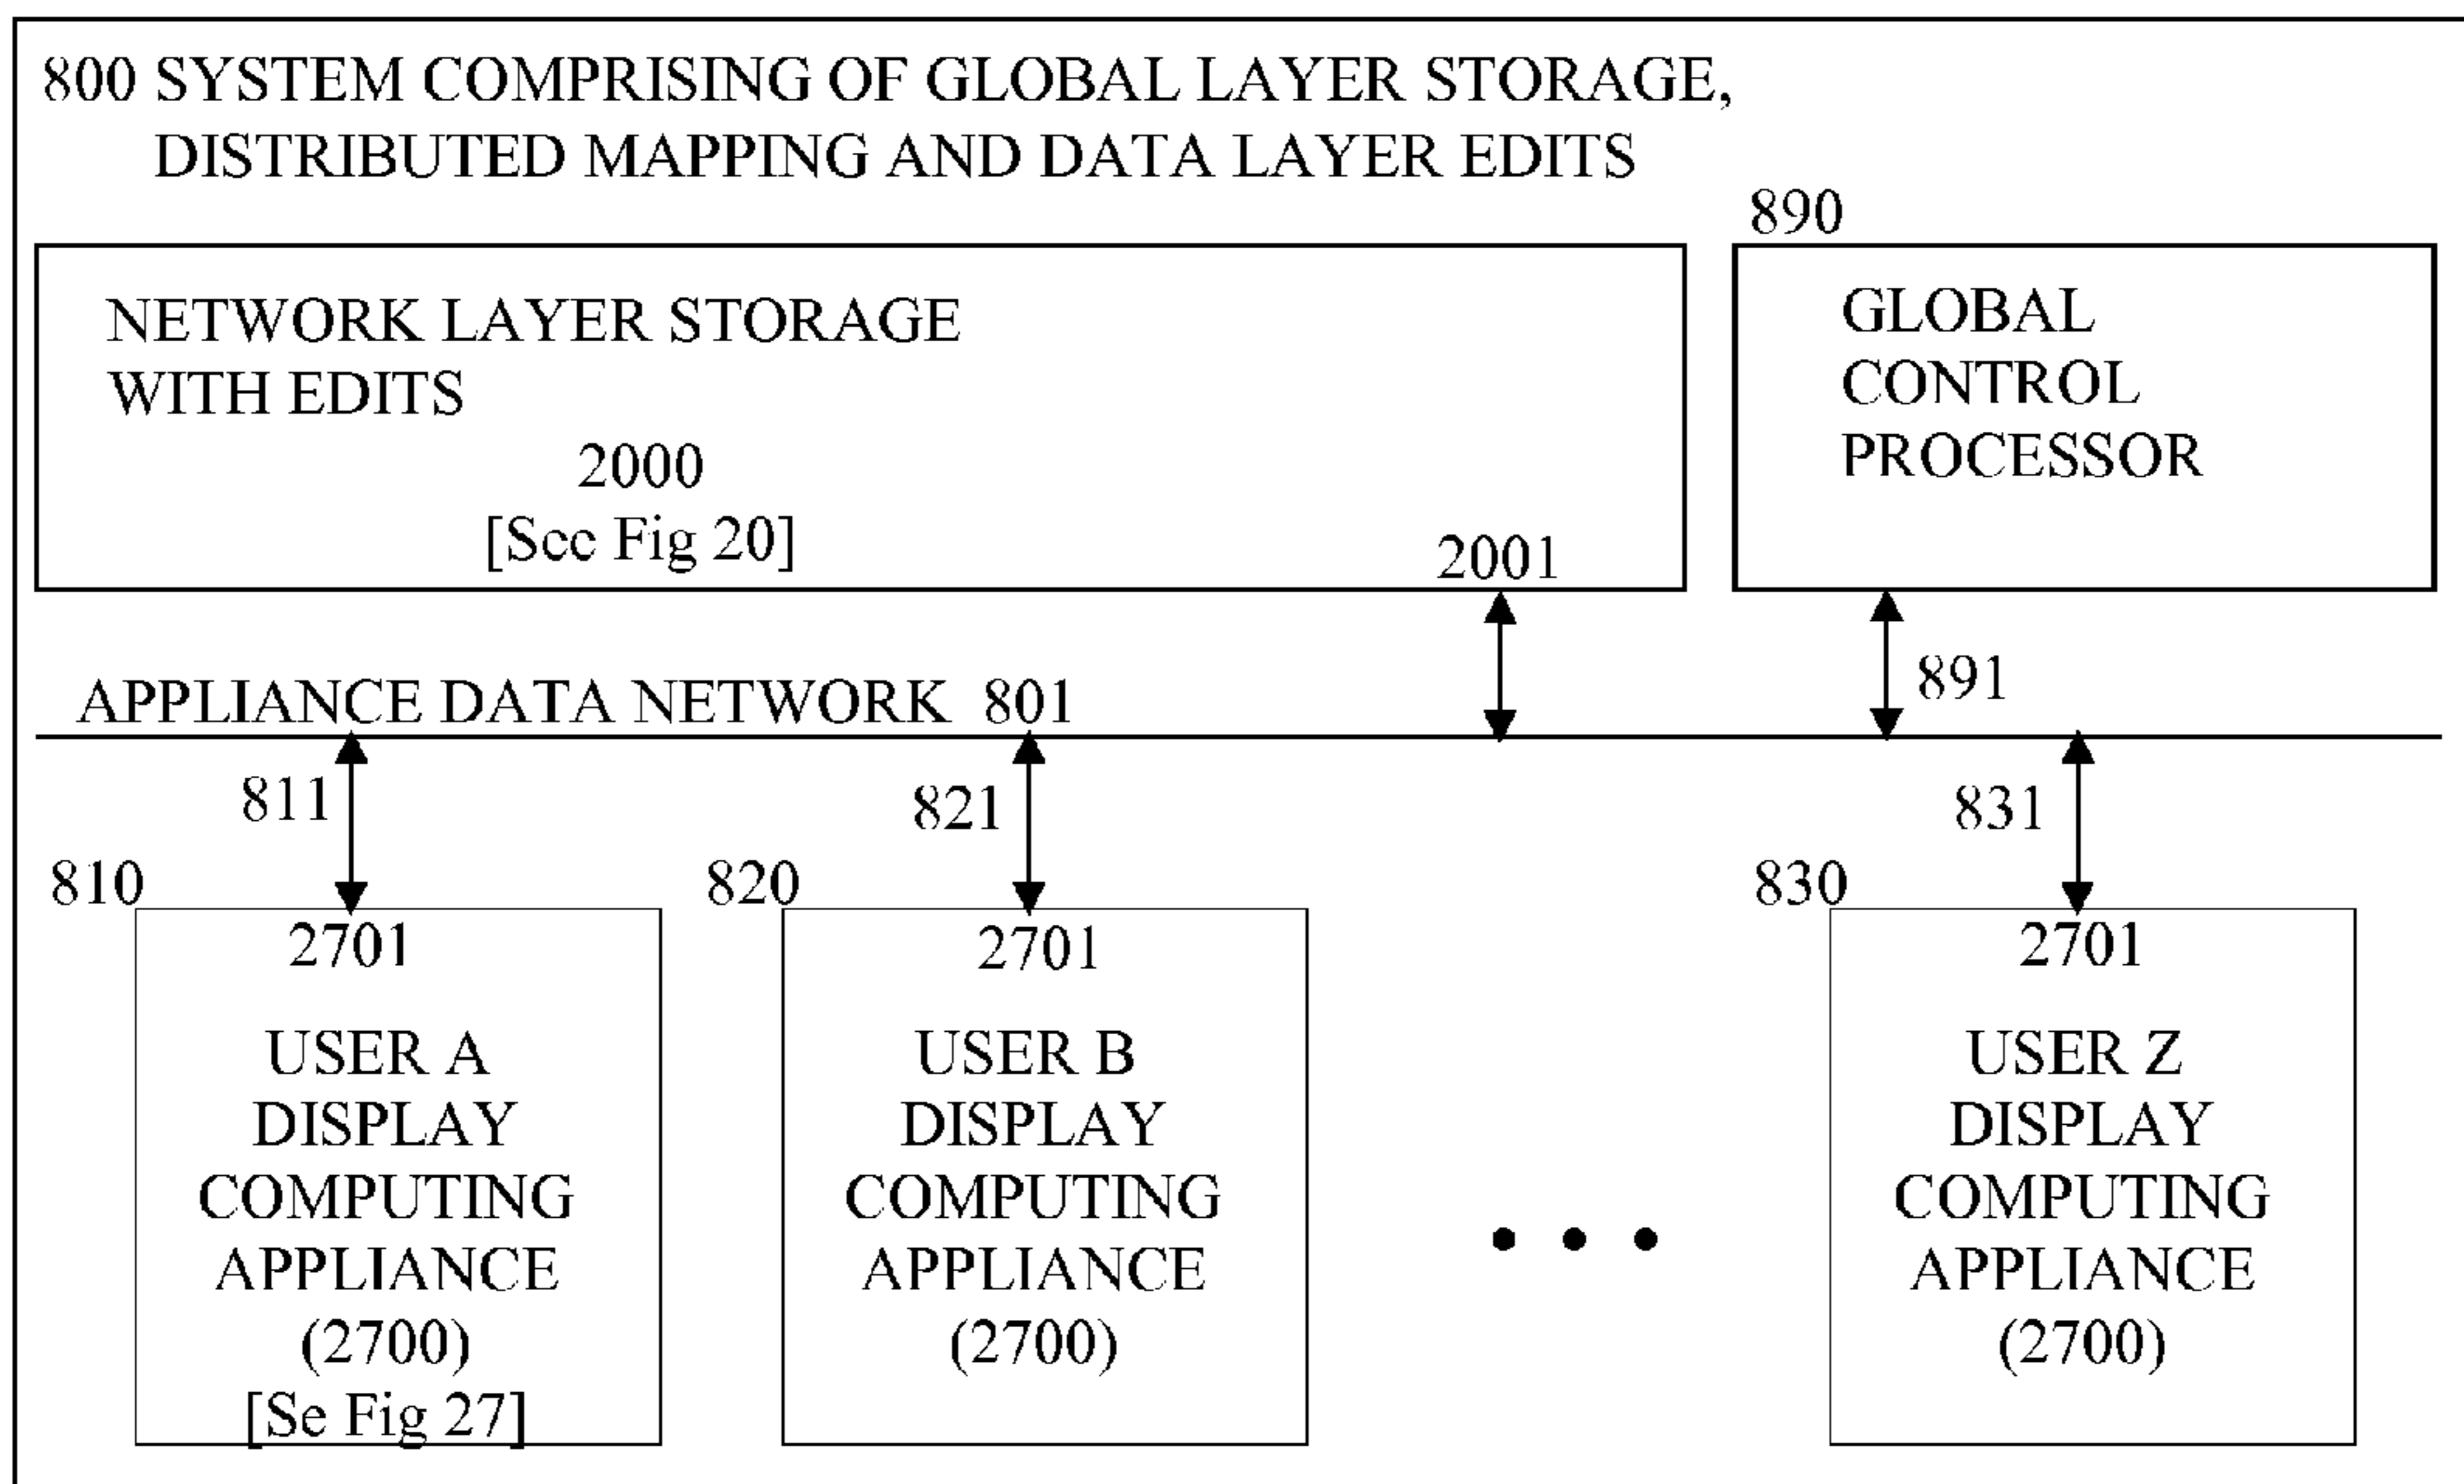 800 SYSTEM COMPRISING OF GLOBAL LAYER STORAGE,
DISTRIBUTED MAPPING AND DATA LAYER EDITS
890
NETWORK LAYER STORAGE
WITH EDITS
2000
[See Fig 20]
2001
GLOBAL
CONTROL
PROCESSOR
891
APPLIANCE DATA NETWORK 801
811
821
831
810
820
830
2701
USER A
DISPLAY
COMPUTING
APPLIANCE
(2700)
[Se Fig 27]
2701
USER B
DISPLAY
COMPUTING
APPLIANCE
(2700)
• • •
2701
USER Z
DISPLAY
COMPUTING
APPLIANCE
(2700)